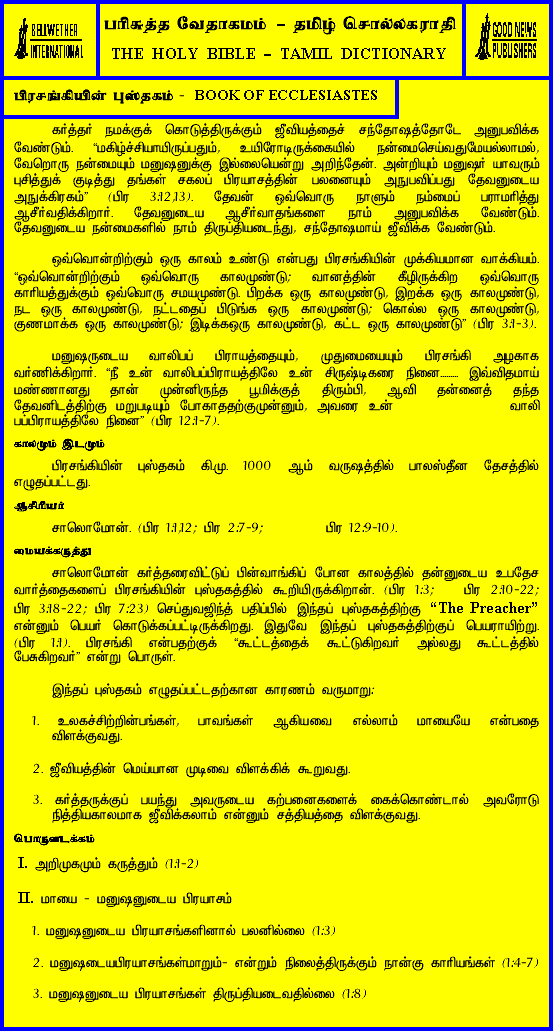 BELLWETHER
INTERNATIONAL
பரிசுத்த வேதாகமம் – தமிழ் சொல்லகராதி
THE HOLY BIBLE – TAMIL DICTIONARY
GOOD NEWS
PUBLISHERS
பிரசங்கியின் புஸ்தகம் - BOOK OF ECCLESIASTES
கர்த்தர் நமக்குக் கொடுத்திருக்கும் ஜீவியத்தைச் சந்தோஷத்தோடே அனுபவிக்க
வேண்டும். “மகிழ்ச்சியாயிருப்பதும், உயிரோடிருக்கையில் நன்மைசெய்வதுமேயல்லாமல்,
வேறொரு நன்மையும் மனுஷனுக்கு இல்லையென்று அறிந்தேன். அன்றியும் மனுஷர் யாவரும்
புசித்துக் குடித்து தங்கள் சகலப் பிரயாசத்தின் பலனையும் அநுபவிப்பது தேவனுடைய
அநுக்கிரகம்” (பிர 3:12,13). தேவன் ஒவ்வொரு நாளும் நம்மைப் பராமரித்து
ஆசீர்வதிக்கிறார். தேவனுடைய ஆசீர்வாதங்களை நாம் அனுபவிக்க வேண்டும்.
தேவனுடைய நன்மைகளில் நாம் திருப்தியடைந்து, சந்தோஷமாய் ஜீவிக்க வேண்டும்.
ஒவ்வொன்றிற்கும் ஒரு காலம் உண்டு என்பது பிரசங்கியின் முக்கியமான வாக்கியம்.
“ஒவ்வொன்றிற்கும் ஒவ்வொரு காலமுண்டு; வானத்தின் கீழிருக்கிற ஒவ்வொரு
காரியத்துக்கும் ஒவ்வொரு சமயமுண்டு. பிறக்க ஒரு காலமுண்டு, இறக்க ஒரு காலமுண்டு,
நட ஒரு காலமுண்டு, நட்டதைப் பிடுங்க ஒரு காலமுண்டு; கொல்ல ஒரு காலமுண்டு,
குணமாக்க ஒரு காலமுண்டு; இடிக்கஒரு காலமுண்டு, கட்ட ஒரு காலமுண்டு” (பிர 3:1-3).
மனுஷருடைய வாலிபப் பிராயத்தையும், முதுமையையும் பிரசங்கி அழகாக
வர்ணிக்கிறார். “நீ உன் வாலிபப்பிராயத்திலே உன் சிருஷ்டிகரை நினை......... இவ்விதமாய்
மண்ணானது தான் முன்னிருந்த பூமிக்குத் திரும்பி, ஆவி தன்னைத் தந்த
தேவனிடத்திற்கு மறுபடியும் போகாததற்குமுன்னும், அவரை உன் வாலி
பப்பிராயத்திலே நினை” (பிர 12:1-7).
காலமும் இடமும்
பிரசங்கியின் புஸ்தகம் கி.மு. 1000 ஆம் வருஷத்தில் பாலஸ்தீன தேசத்தில்
எழுதப்பட்டது.
ஆசிரியர்
சாலொமோன். (பிர 1:1,12; பிர 2:7-9; பிர 12:9-10).
மையக்கருத்து
சாலொமோன் கர்த்தரைவிட்டுப் பின்வாங்கிப் போன காலத்தில் தன்னுடைய உபதேச
வார்த்தைகளைப் பிரசங்கியின் புஸ்தகத்தில் கூறியிருக்கிறான். (பிர 1:3; பிர 2:10-22;
பிர 3:18-22; பிர 7:23) செப்துவஜிந்த் பதிப்பில் இந்தப் புஸ்தகத்திற்கு “The Preacher”
என்னும் பெயர் கொடுக்கப்பட்டிருக்கிறது. இதுவே இந்தப் புஸ்தகத்திற்குப் பெயராயிற்று.
(பிர 1:1). பிரசங்கி என்பதற்குக் “கூட்டத்தைக் கூட்டுகிறவர் அல்லது கூட்டத்தில்
பேசுகிறவர்” என்று பொருள்.
இந்தப் புஸ்தகம் எழுதப்பட்டதற்கான காரணம் வருமாறு:
1. உலகச்சிற்றின்பங்கள், பாவங்கள் ஆகியவை எல்லாம் மாயையே என்பதை
விளக்குவது.
2. ஜீவியத்தின் மெய்யான முடிவை விளக்கிக் கூறுவது.
3. கர்த்தருக்குப் பயந்து அவருடைய கற்பனைகளைக் கைக்கொண்டால் அவரோடு
நித்தியகாலமாக ஜீவிக்கலாம் என்னும் சத்தியத்தை விளக்குவது.
பொருளடக்கம்
I. அறிமுகமும் கருத்தும் (1:1-2)
II. மாயை - மனுஷனுடைய பிரயாசம்
1. மனுஷனுடைய பிரயாசங்களினால் பலனில்லை (1:3)
2. மனுஷடையபிரயாசங்கள்மாறும்- என்றும் நிலைத்திருக்கும் நான்கு காரியங்கள் (1:4-7)
3. மனுஷனுடைய பிரயாசங்கள் திருப்தியடைவதில்லை (1:8)